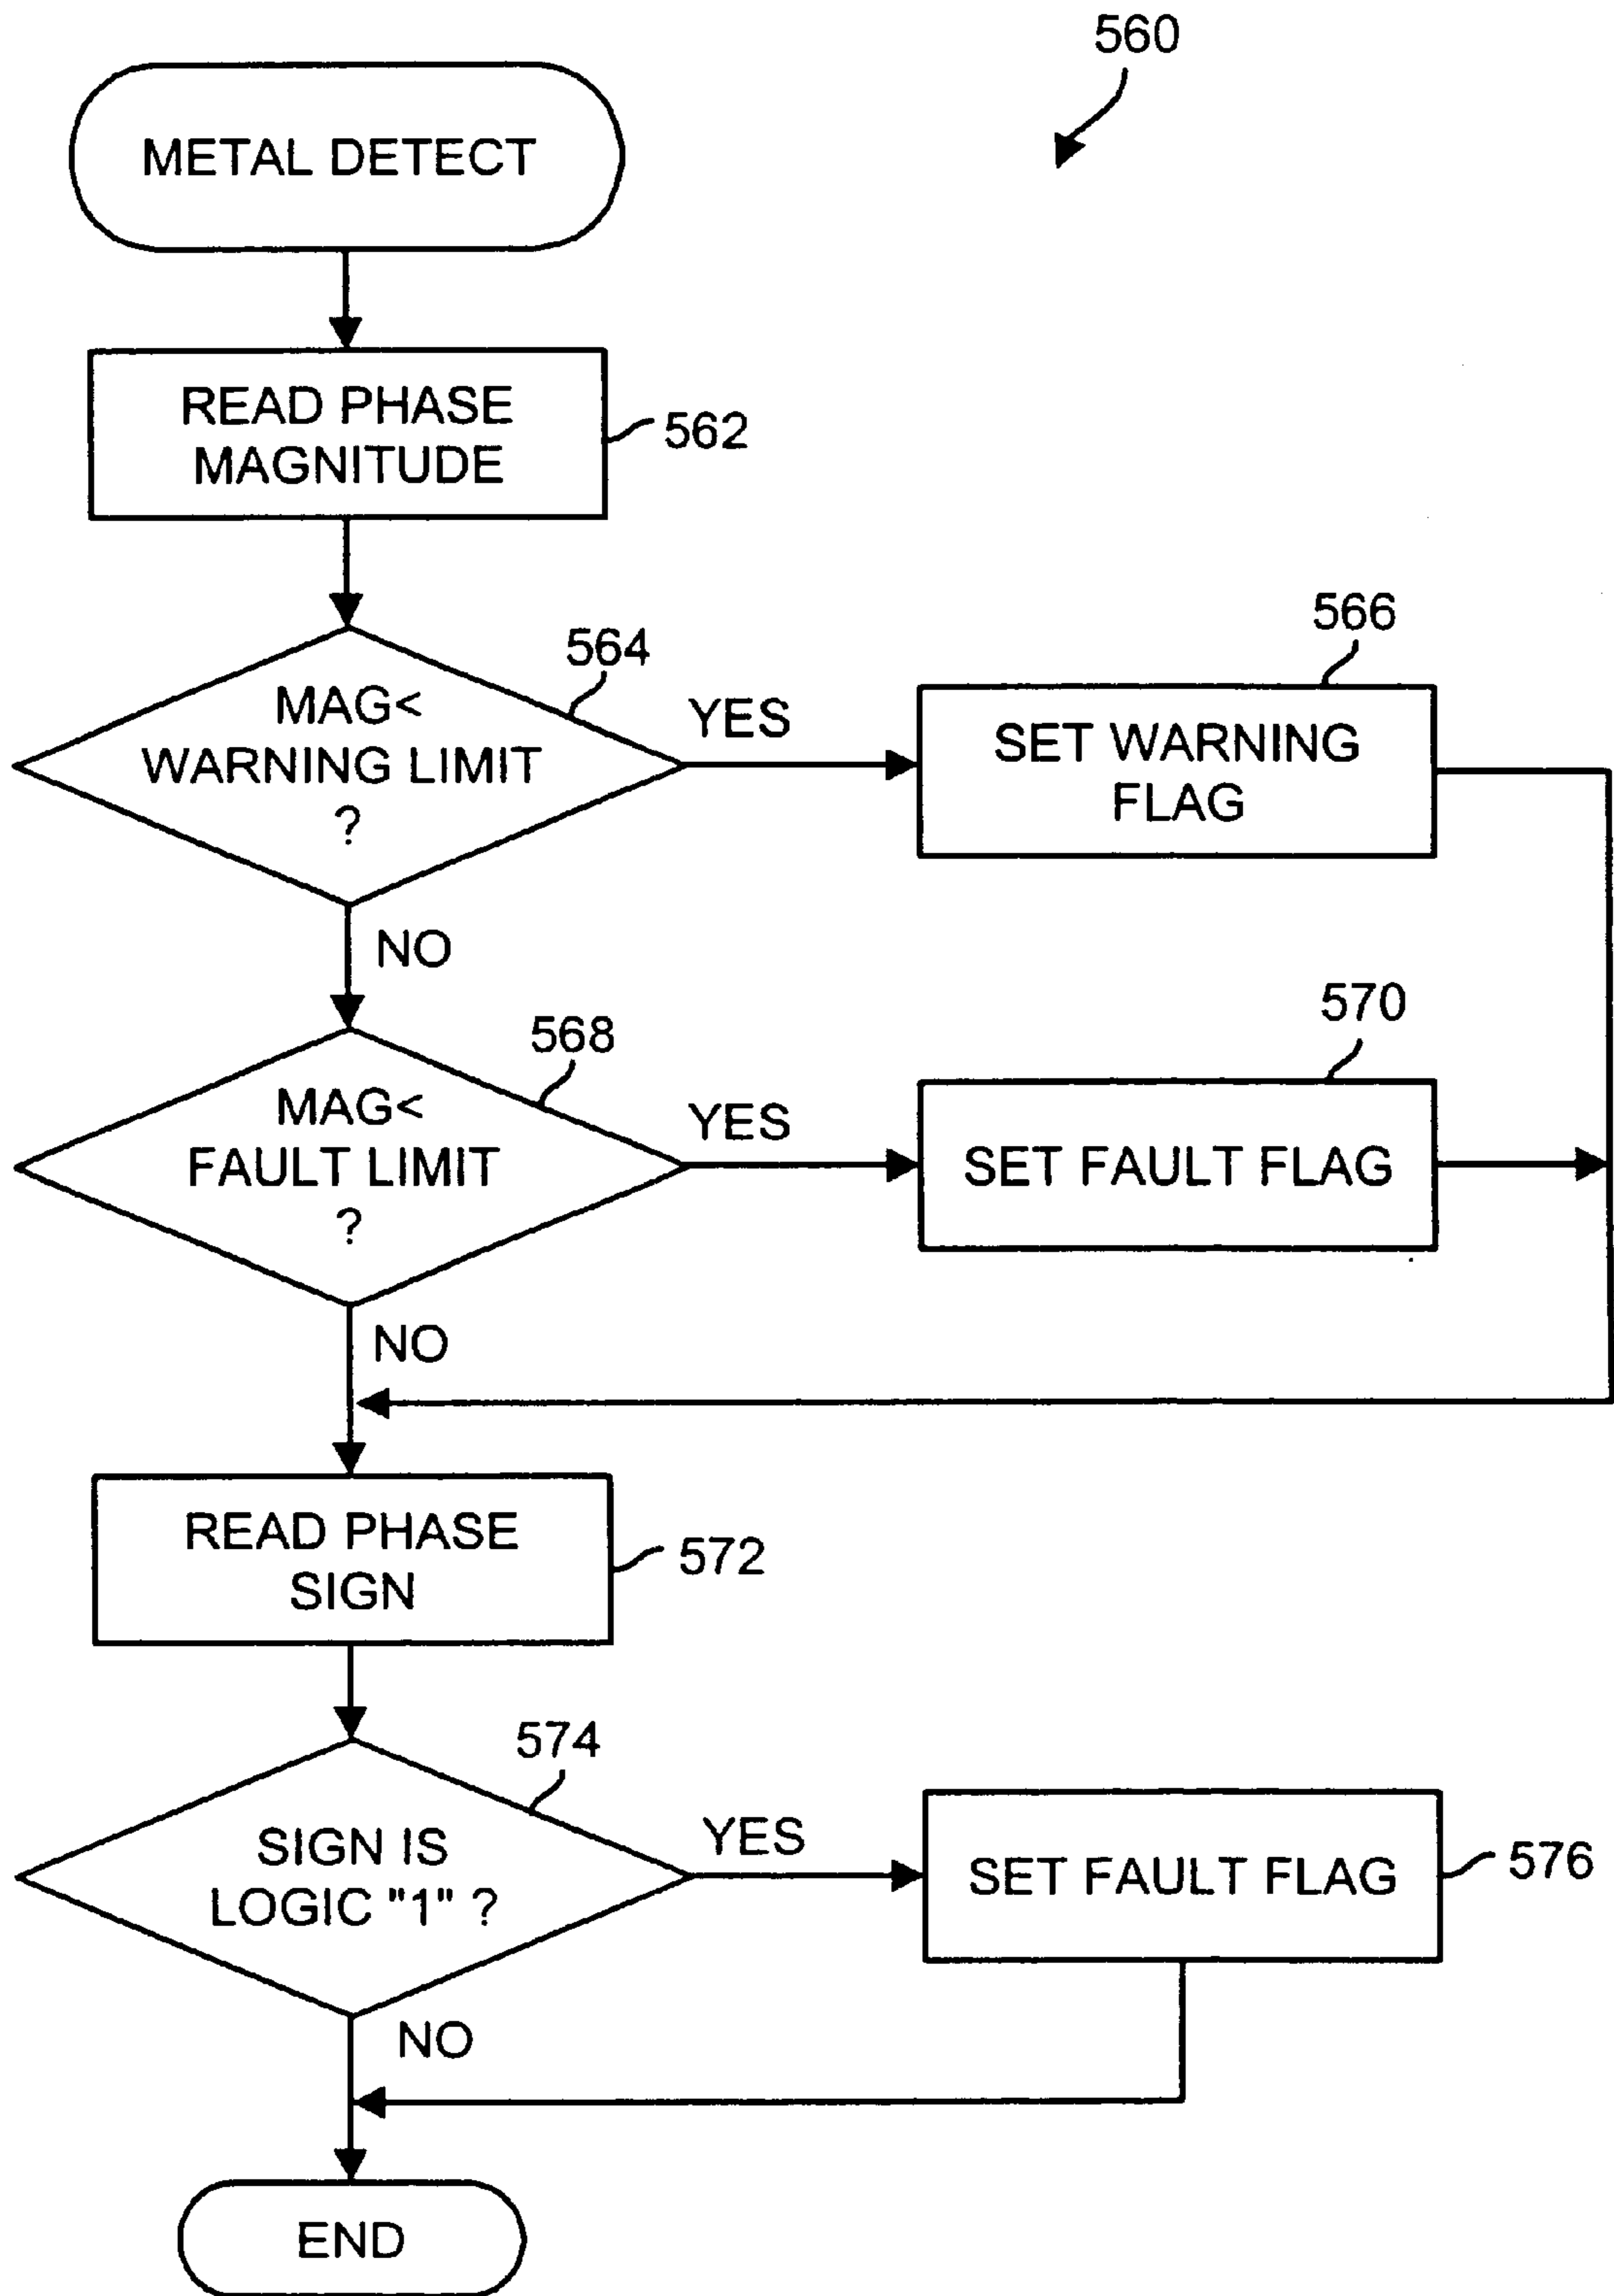 560
METAL DETECT
READ PHASE
MAGNITUDE
562
564
MAG<
WARNING LIMIT
?
YES
566
SET WARNING
FLAG
NO
568
MAG<
FAULT LIMIT
?
YES
570
SET FAULT FLAG
NO
READ PHASE
SIGN
572
574
SIGN IS
LOGIC "1" ?
YES
SET FAULT FLAG
576
NO
END